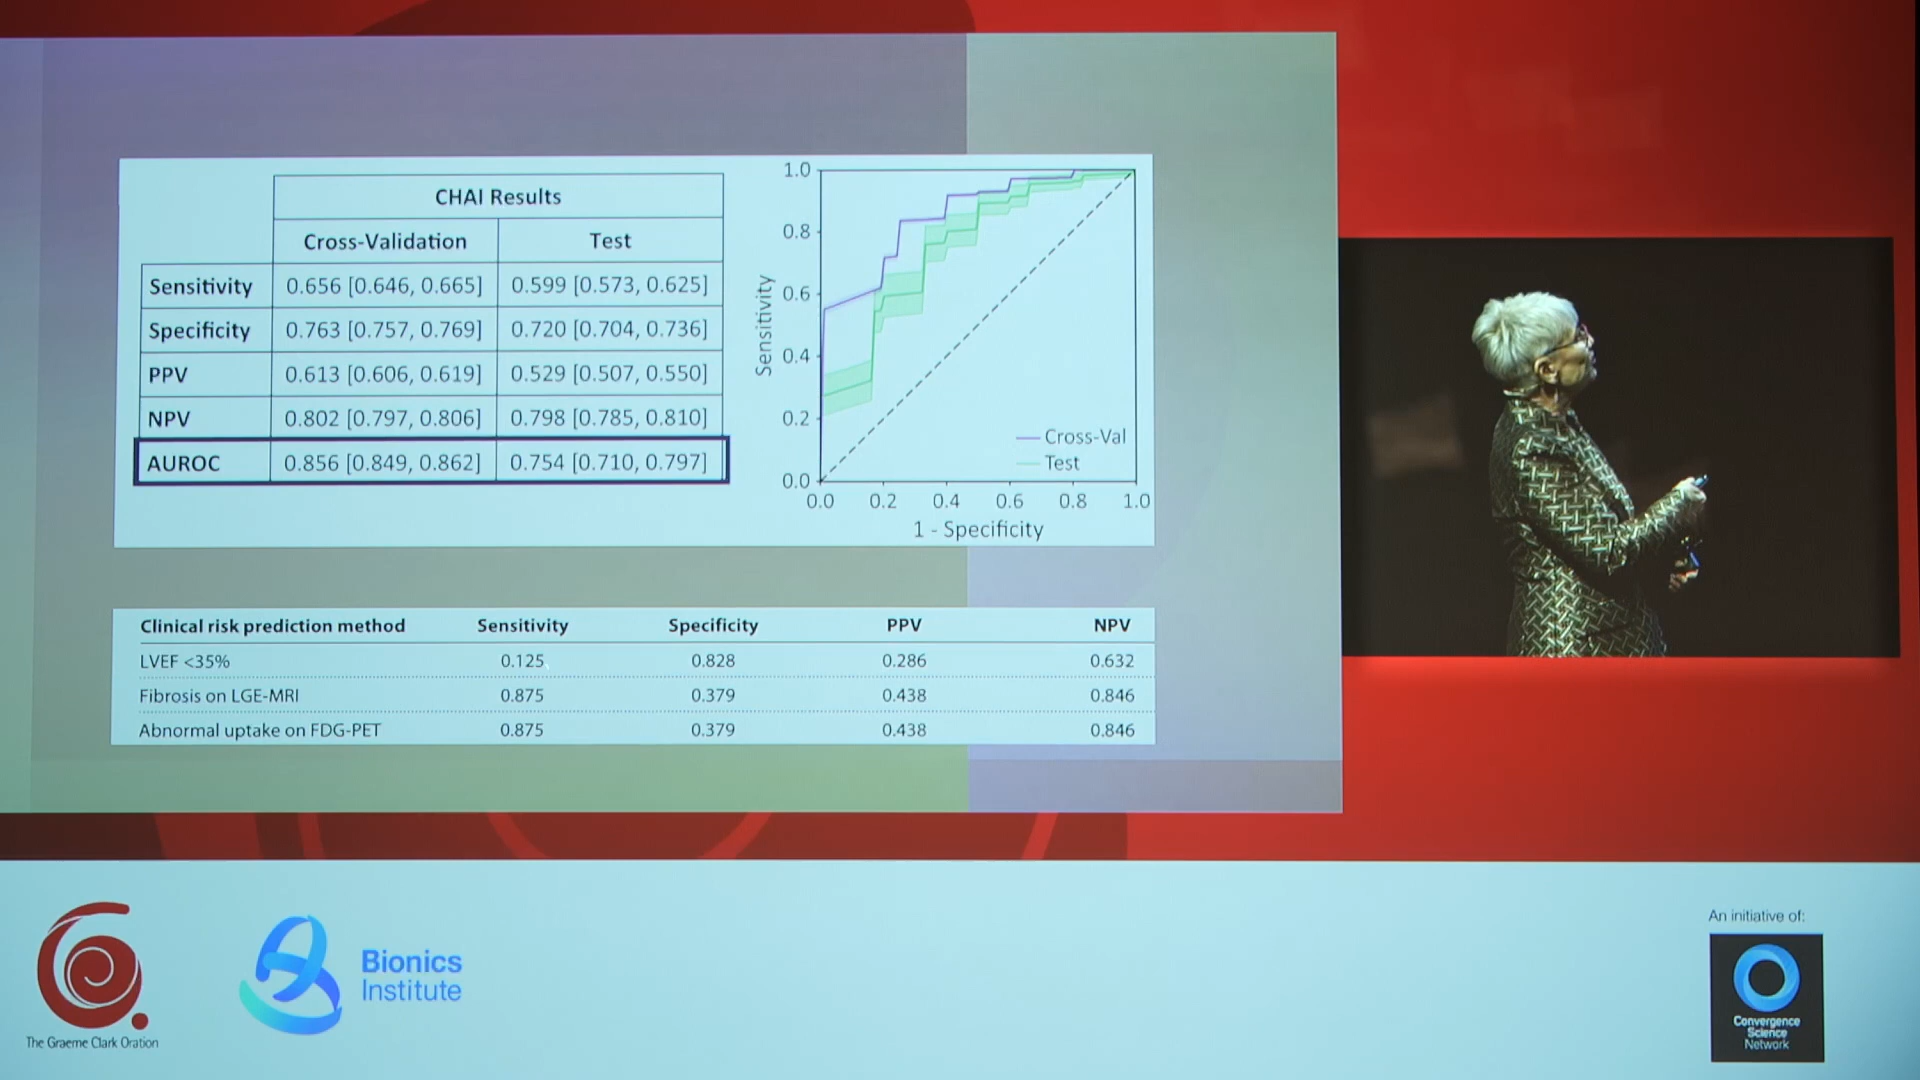 CHAI Results
Cross-Validation Test
Sensitivity 0.656 [0.646, 0.665] 0.599 [0.573, 0.625]
Specificity 0.763 [0.757, 0.769] 0.720 [0.704, 0.736]
PPV 0.613 [0.606, 0.619] 0.529 [0.507, 0.550]
NPV 0.802 [0.797, 0.806] 0.798 [0.785, 0.810]
AUROC 0.856 [0.849, 0.862] 0.754 [0.710, 0.797]
Sensitivity
1.0
0.8
0.6
0.4
0.2
0.0
Cross-Val
Test
0.0 0.2 0.4 0.6 0.8 1.0
1 - Specificity
Clinical risk prediction method Sensitivity Specificity PPV NPV
LVEF <35% 0.125 0.828 0.286 0.632
Fibrosis on LGE-MRI 0.875 0.379 0.438 0.846
Abnormal uptake on FDG-PET 0.875 0.379 0.438 0.846
The Graeme Clark Oration
Bionics
Institute
An initiative of:
Convergence
Science
Network